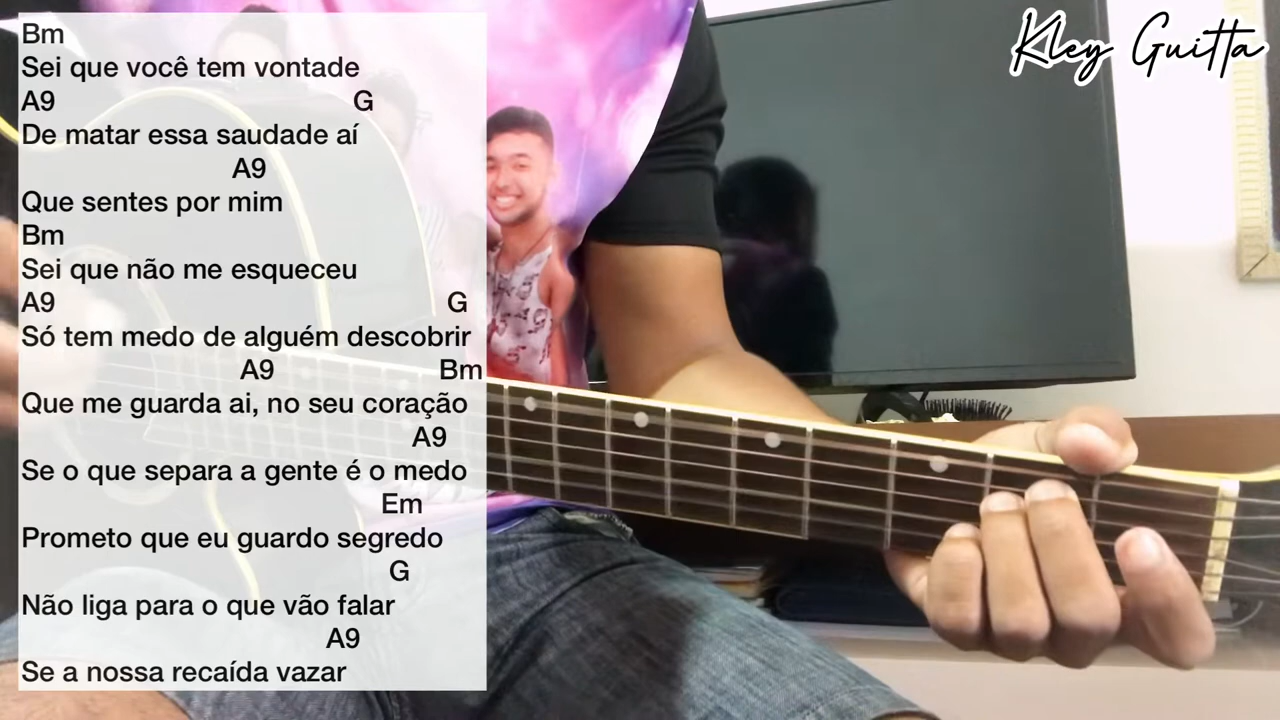 Bm
Sei que você tem vontade
A9 G
De matar essa saudade aí
A9
Que sentes por mim
Bm
Sei que não me esqueceu
A9 G
Só tem medo de alguém descobrir
A9 Bm
Que me guarda ai, no seu coração
A9
Se o que separa a gente é o medo
Em
Prometo que eu guardo segredo
G
Não liga para o que vão falar
A9
Se a nossa recaída vazar
Kley Guitta